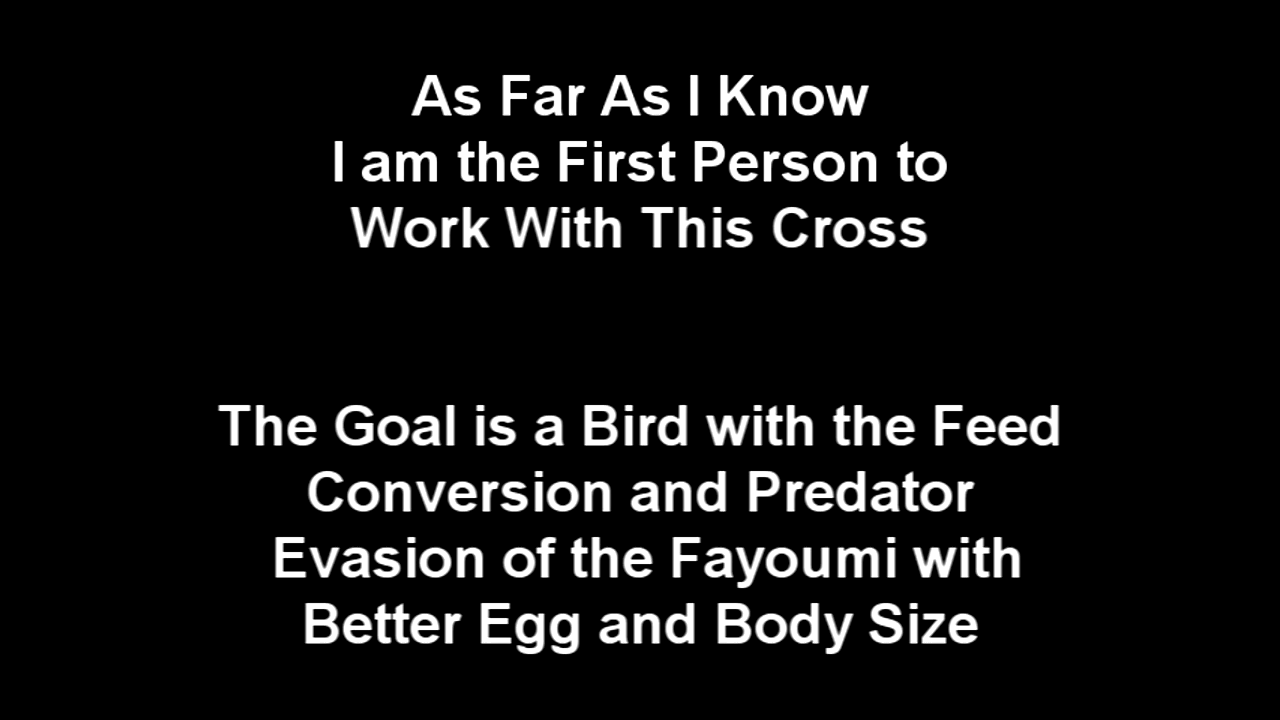 As Far As I Know
I am the First Person to
Work With This Cross
The Goal is a Bird with the Feed
Conversion and Predator
Evasion of the Fayoumi with
Better Egg and Body Size